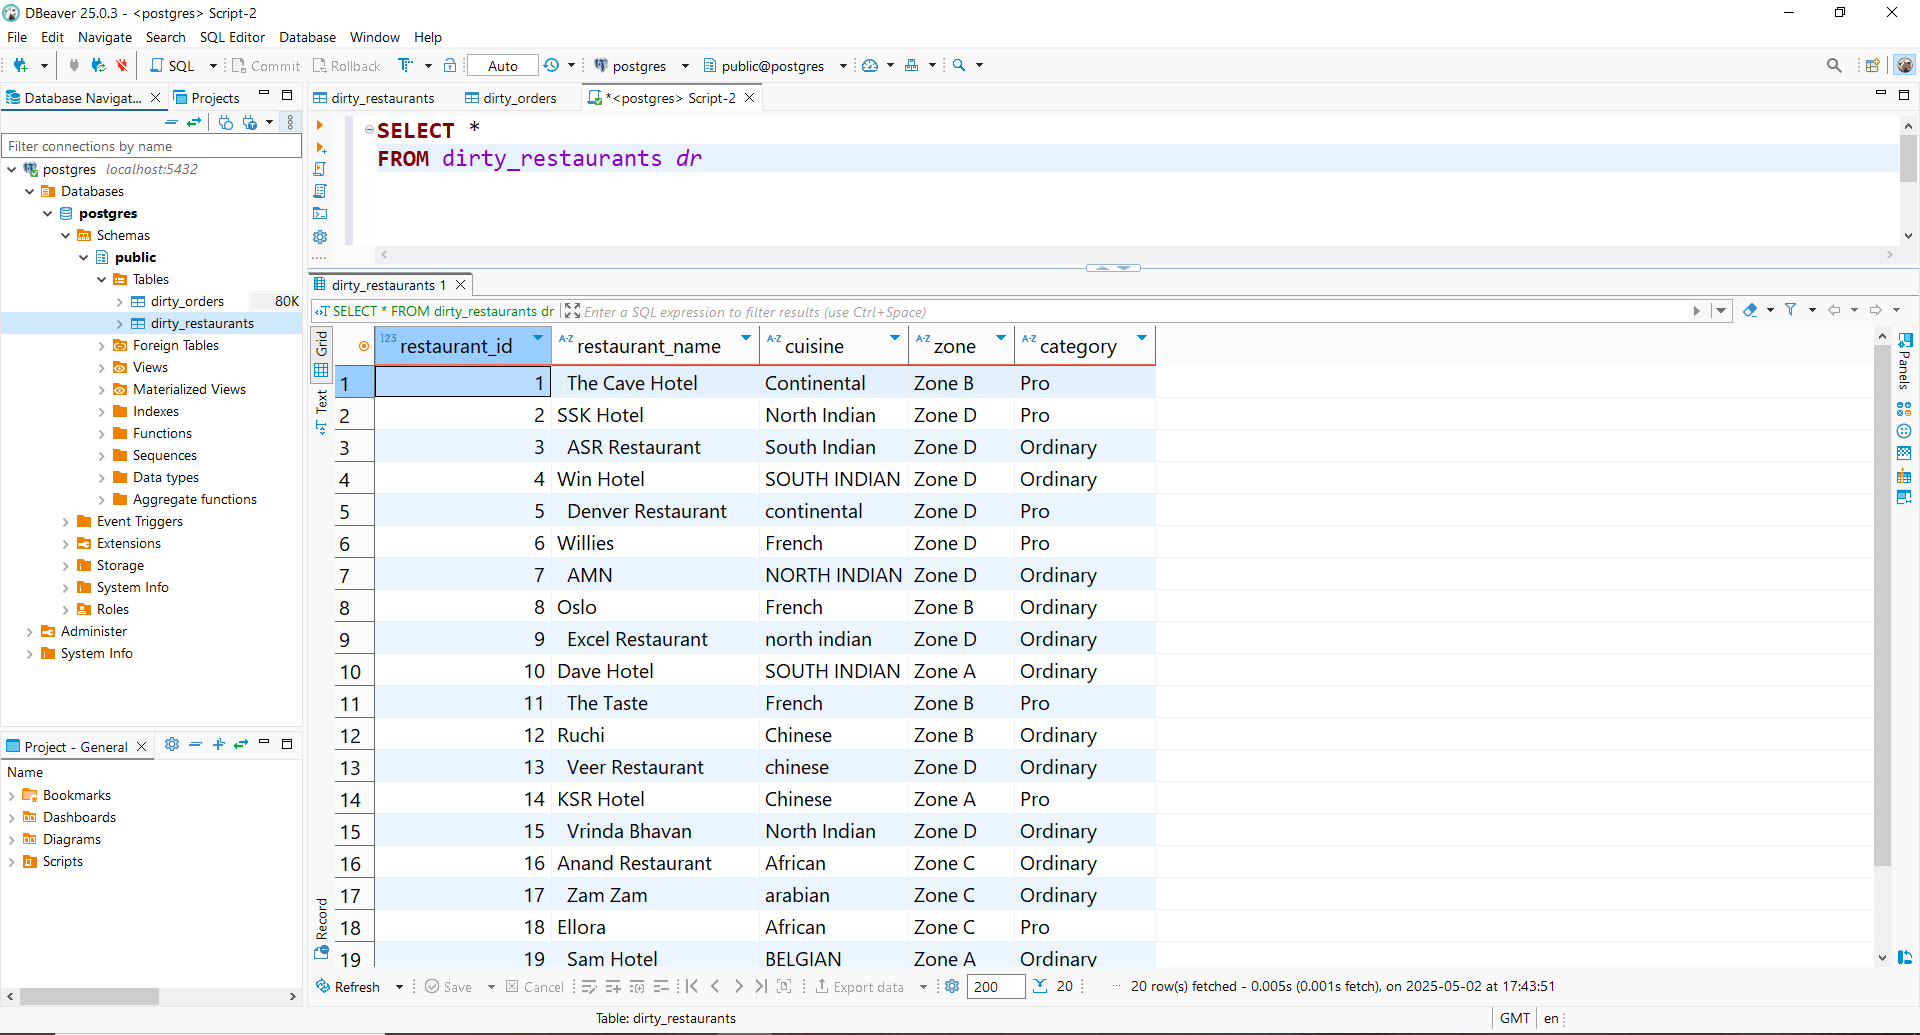 DBeaver 25.0.3 - <postgres> Script-2
File Edit Navigate Search SQL Editor Database Window Help
SQL Commit Rollback Auto postgres public@postgres
Database Navigat... Projects
dirty_restaurants dirty_orders *<postgres> Script-2
Filter connections by name
postgres localhost:5432
Databases
postgres
Schemas
public
Tables
dirty_orders 80K
dirty_restaurants
Foreign Tables
Views
Materialized Views
Indexes
Functions
Sequences
Data types
Aggregate functions
Event Triggers
Extensions
Storage
System Info
Roles
Administer
System Info
Project - General
Name
Bookmarks
Dashboards
Diagrams
Scripts
SELECT *
FROM dirty_restaurants dr
dirty_restaurants 1
SELECT * FROM dirty_restaurants dr Enter a SQL expression to filter results (use Ctrl+Space)
Grid
Text
Record
Panels
123 restaurant_id A-Z restaurant_name A-Z cuisine A-Z zone A-Z category
1 1 The Cave Hotel Continental Zone B Pro
2 2 SSK Hotel North Indian Zone D Pro
3 3 ASR Restaurant South Indian Zone D Ordinary
4 4 Win Hotel SOUTH INDIAN Zone D Ordinary
5 5 Denver Restaurant continental Zone D Pro
6 6 Willies French Zone D Pro
7 7 AMN NORTH INDIAN Zone D Ordinary
8 8 Oslo French Zone B Ordinary
9 9 Excel Restaurant north indian Zone D Ordinary
10 10 Dave Hotel SOUTH INDIAN Zone A Ordinary
11 11 The Taste French Zone B Pro
12 12 Ruchi Chinese Zone B Ordinary
13 13 Veer Restaurant chinese Zone D Ordinary
14 14 KSR Hotel Chinese Zone A Pro
15 15 Vrinda Bhavan North Indian Zone D Ordinary
16 16 Anand Restaurant African Zone C Ordinary
17 17 Zam Zam arabian Zone C Ordinary
18 18 Ellora African Zone C Pro
19 19 Sam Hotel BELGIAN Zone A Ordinary
Refresh Save Cancel Export data 200 20 20 row(s) fetched - 0.005s (0.001s fetch), on 2025-05-02 at 17:43:51
Table: dirty_restaurants GMT en